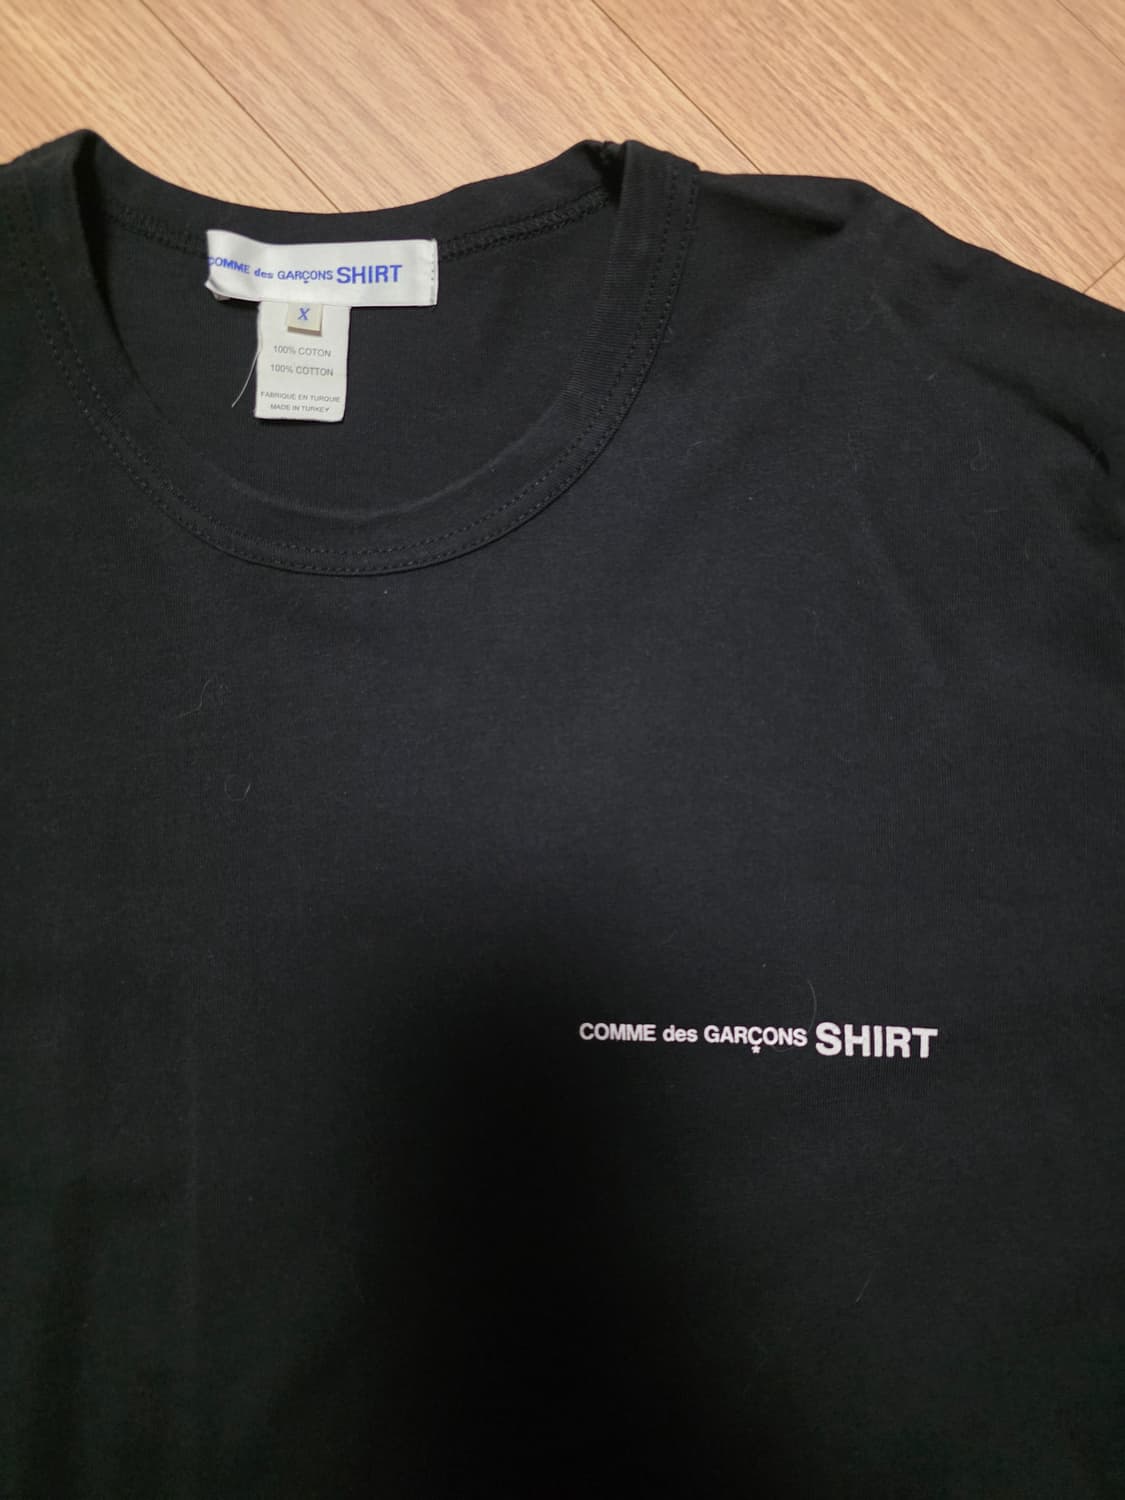 COMME des GARÇONS SHIRT
X
100% COTON
100% COTTON
FABRIQUE EN TURQUIE
MADE IN TURKEY
COMME des GARÇONS SHIRT